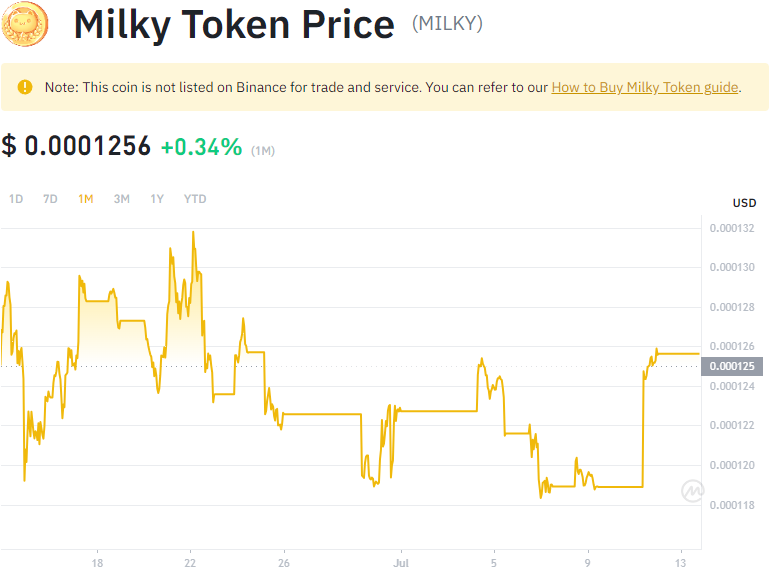 Milky Token Price (MILKY)
Note: This coin is not listed on Binance for trade and service. You can refer to our How to Buy Milky Token guide.
$ 0.0001256 +0.34% (1M)
1D 7D 1M 3M 1Y YTD
USD
0.000132
0.000130
0.000128
0.000126
0.000125
0.000124
0.000122
0.000120
0.000118
18 22 26 Jul 5 9 13